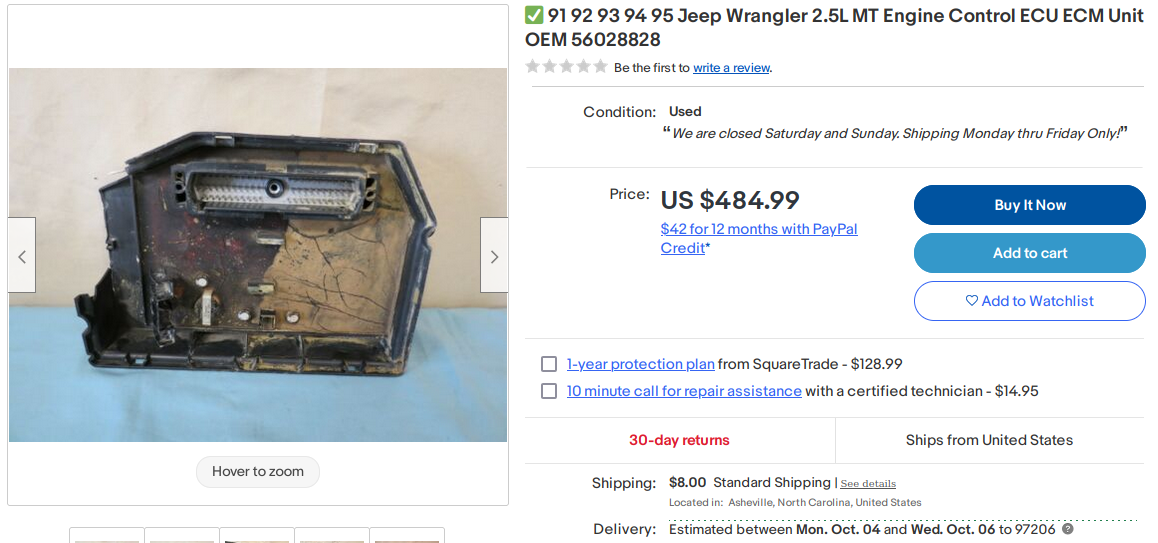 ✅ 91 92 93 94 95 Jeep Wrangler 2.5L MT Engine Control ECU ECM Unit
OEM 56028828
Be the first to write a review.
Condition: Used
“We are closed Saturday and Sunday. Shipping Monday thru Friday Only!”
Price: US $484.99
$42 for 12 months with PayPal
Credit*
Buy It Now
Add to cart
Add to Watchlist
1-year protection plan from SquareTrade - $128.99
10 minute call for repair assistance with a certified technician - $14.95
30-day returns
Ships from United States
Shipping: $8.00 Standard Shipping | See details
Located in: Asheville, North Carolina, United States
Delivery: Estimated between Mon. Oct. 04 and Wed. Oct. 06 to 97206 ?
Hover to zoom